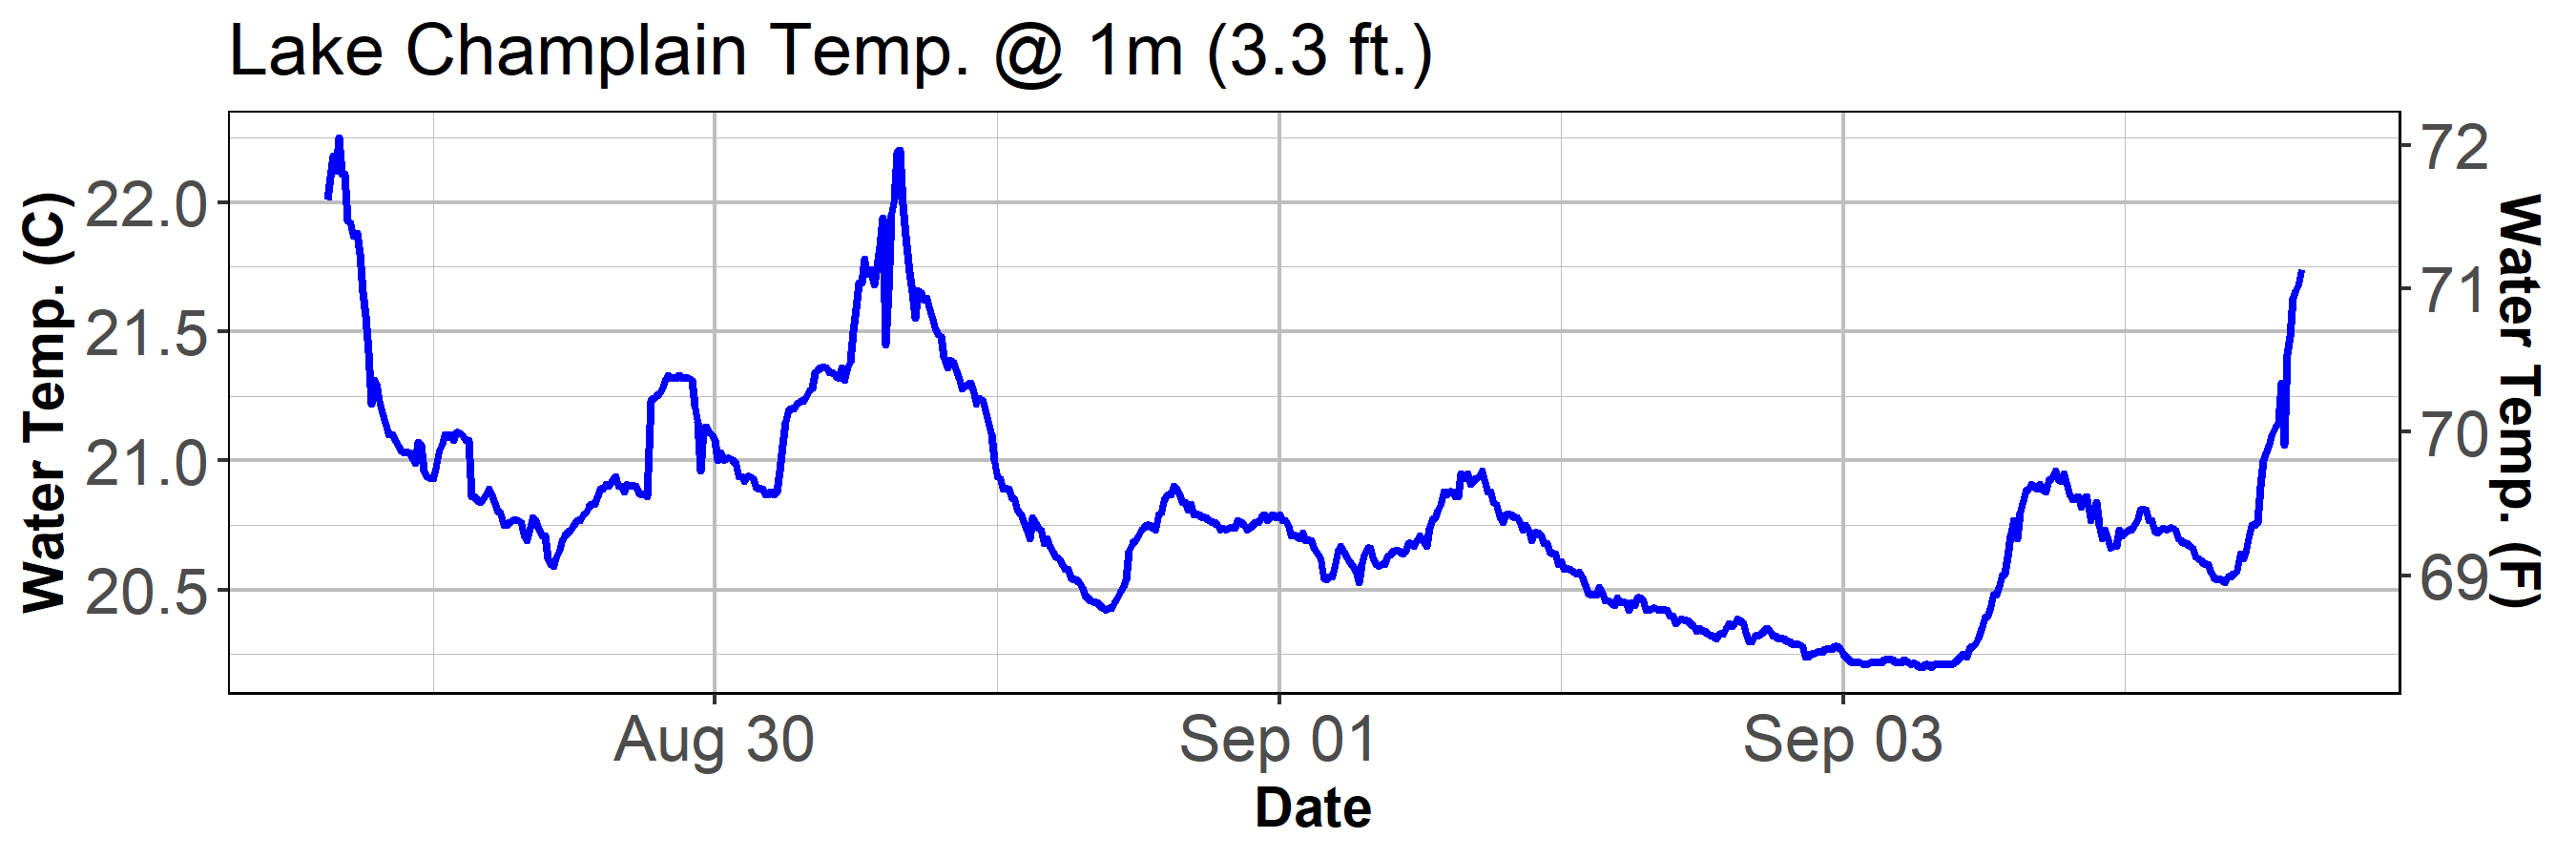 Lake Champlain Temp. @ 1m (3.3 ft.)
Water Temp. (C)
22.0
21.5
21.0
20.5
72
71
70
69
Water Temp. (F)
Aug 30
Sep 01
Sep 03
Date